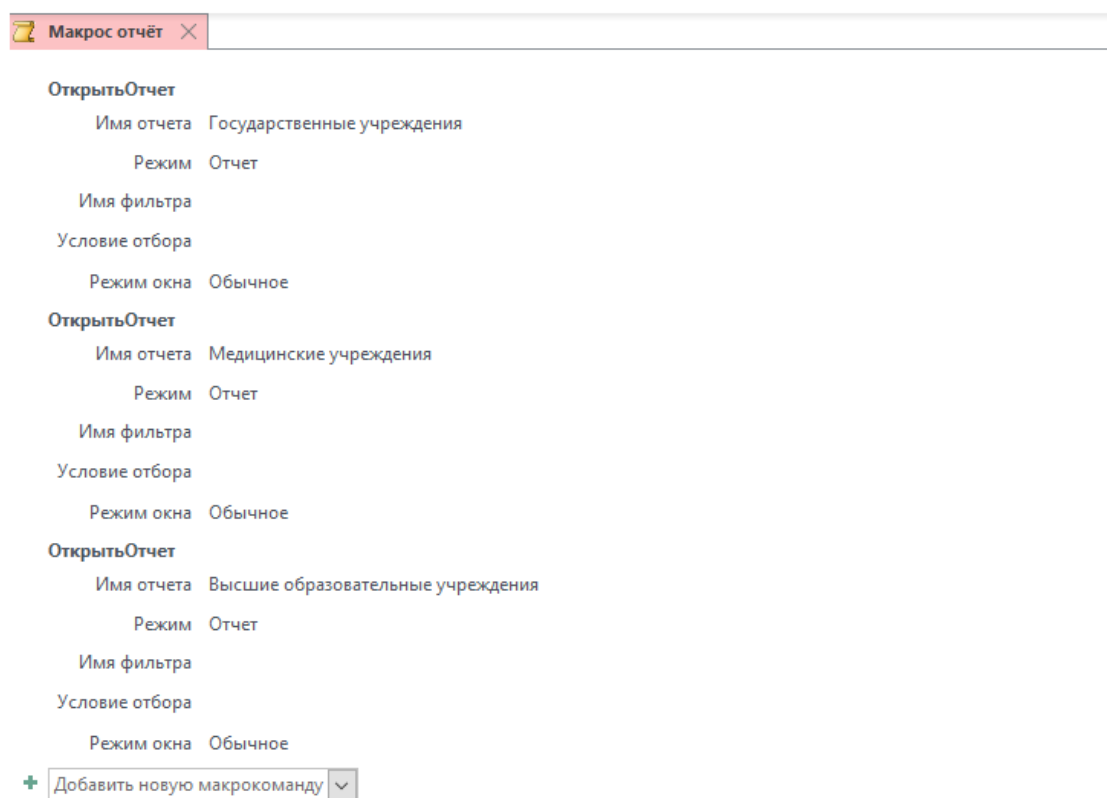 Макрос отчёт
ОткрытьОтчет
Имя отчета Государственные учреждения
Режим Отчет
Имя фильтра
Условие отбора
Режим окна Обычное
ОткрытьОтчет
Имя отчета Медицинские учреждения
Режим Отчет
Имя фильтра
Условие отбора
Режим окна Обычное
ОткрытьОтчет
Имя отчета Высшие образовательные учреждения
Режим Отчет
Имя фильтра
Условие отбора
Режим окна Обычное
Добавить новую макрокоманду